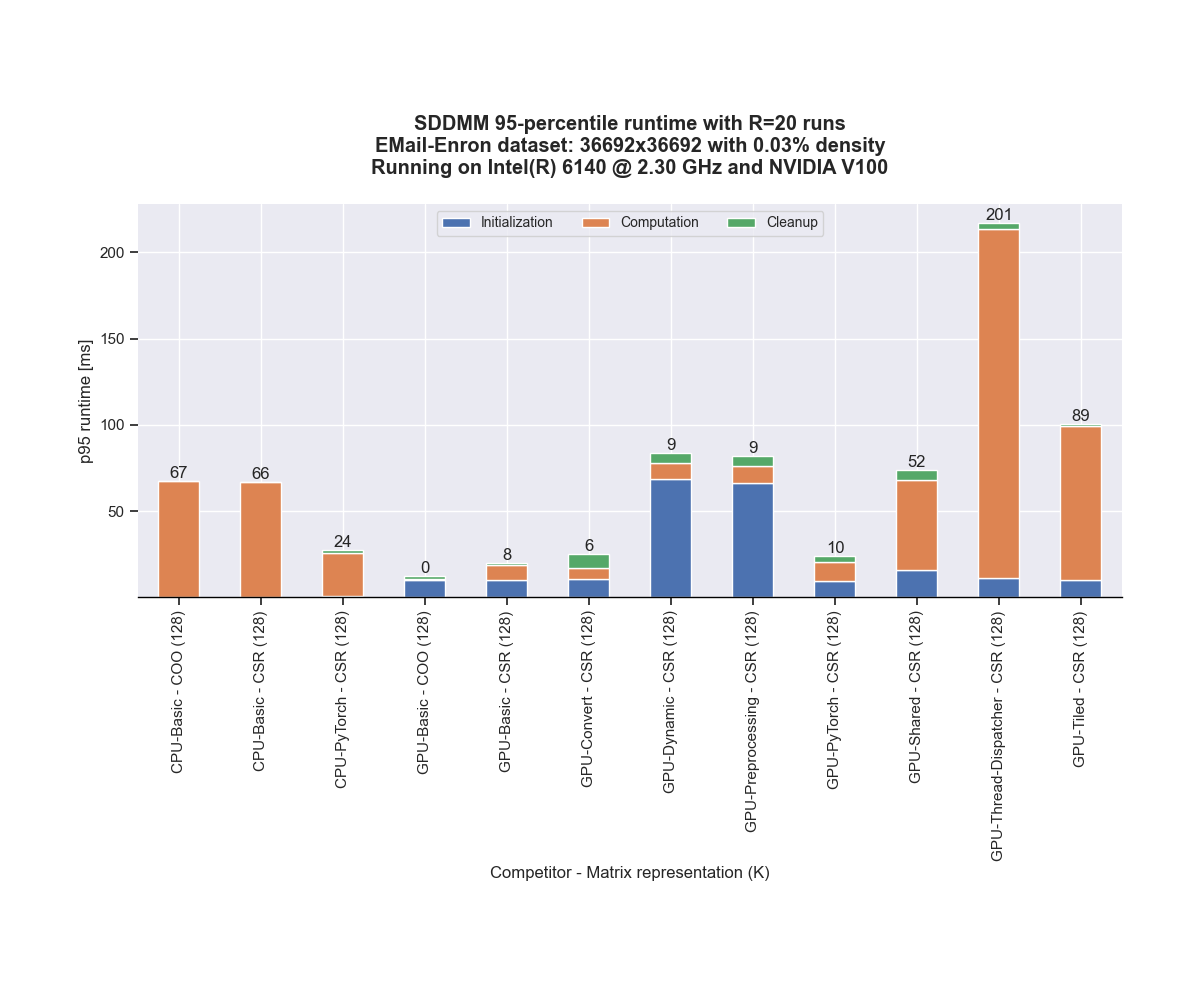 SDDMM 95-percentile runtime with R=20 runs
EMail-Enron dataset: 36692x36692 with 0.03% density
Running on Intel(R) 6140 @ 2.30 GHz and NVIDIA V100
Initialization
Computation
Cleanup
p95 runtime [ms]
200
150
100
50
67
66
24
0
8
6
9
9
10
52
201
89
CPU-Basic - COO (128)
CPU-Basic - CSR (128)
CPU-PyTorch - CSR (128)
GPU-Basic - COO (128)
GPU-Basic - CSR (128)
GPU-Convert - CSR (128)
GPU-Dynamic - CSR (128)
GPU-Preprocessing - CSR (128)
GPU-PyTorch - CSR (128)
GPU-Shared - CSR (128)
GPU-Thread-Dispatcher - CSR (128)
GPU-Tiled - CSR (128)
Competitor - Matrix representation (K)